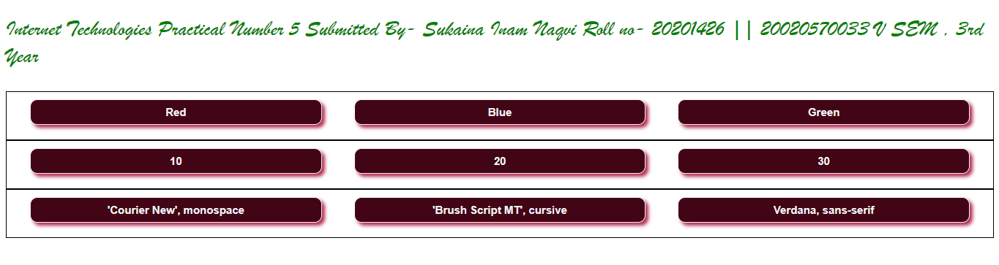 Internet Technologies Practical Number 5 Submitted By- Sukaina Inam Naqvi Roll no- 20201426 || 20020570033 V SEM , 3rd
Year
Red Blue Green
10 20 30
'Courier New', monospace 'Brush Script MT', cursive Verdana, sans-serif